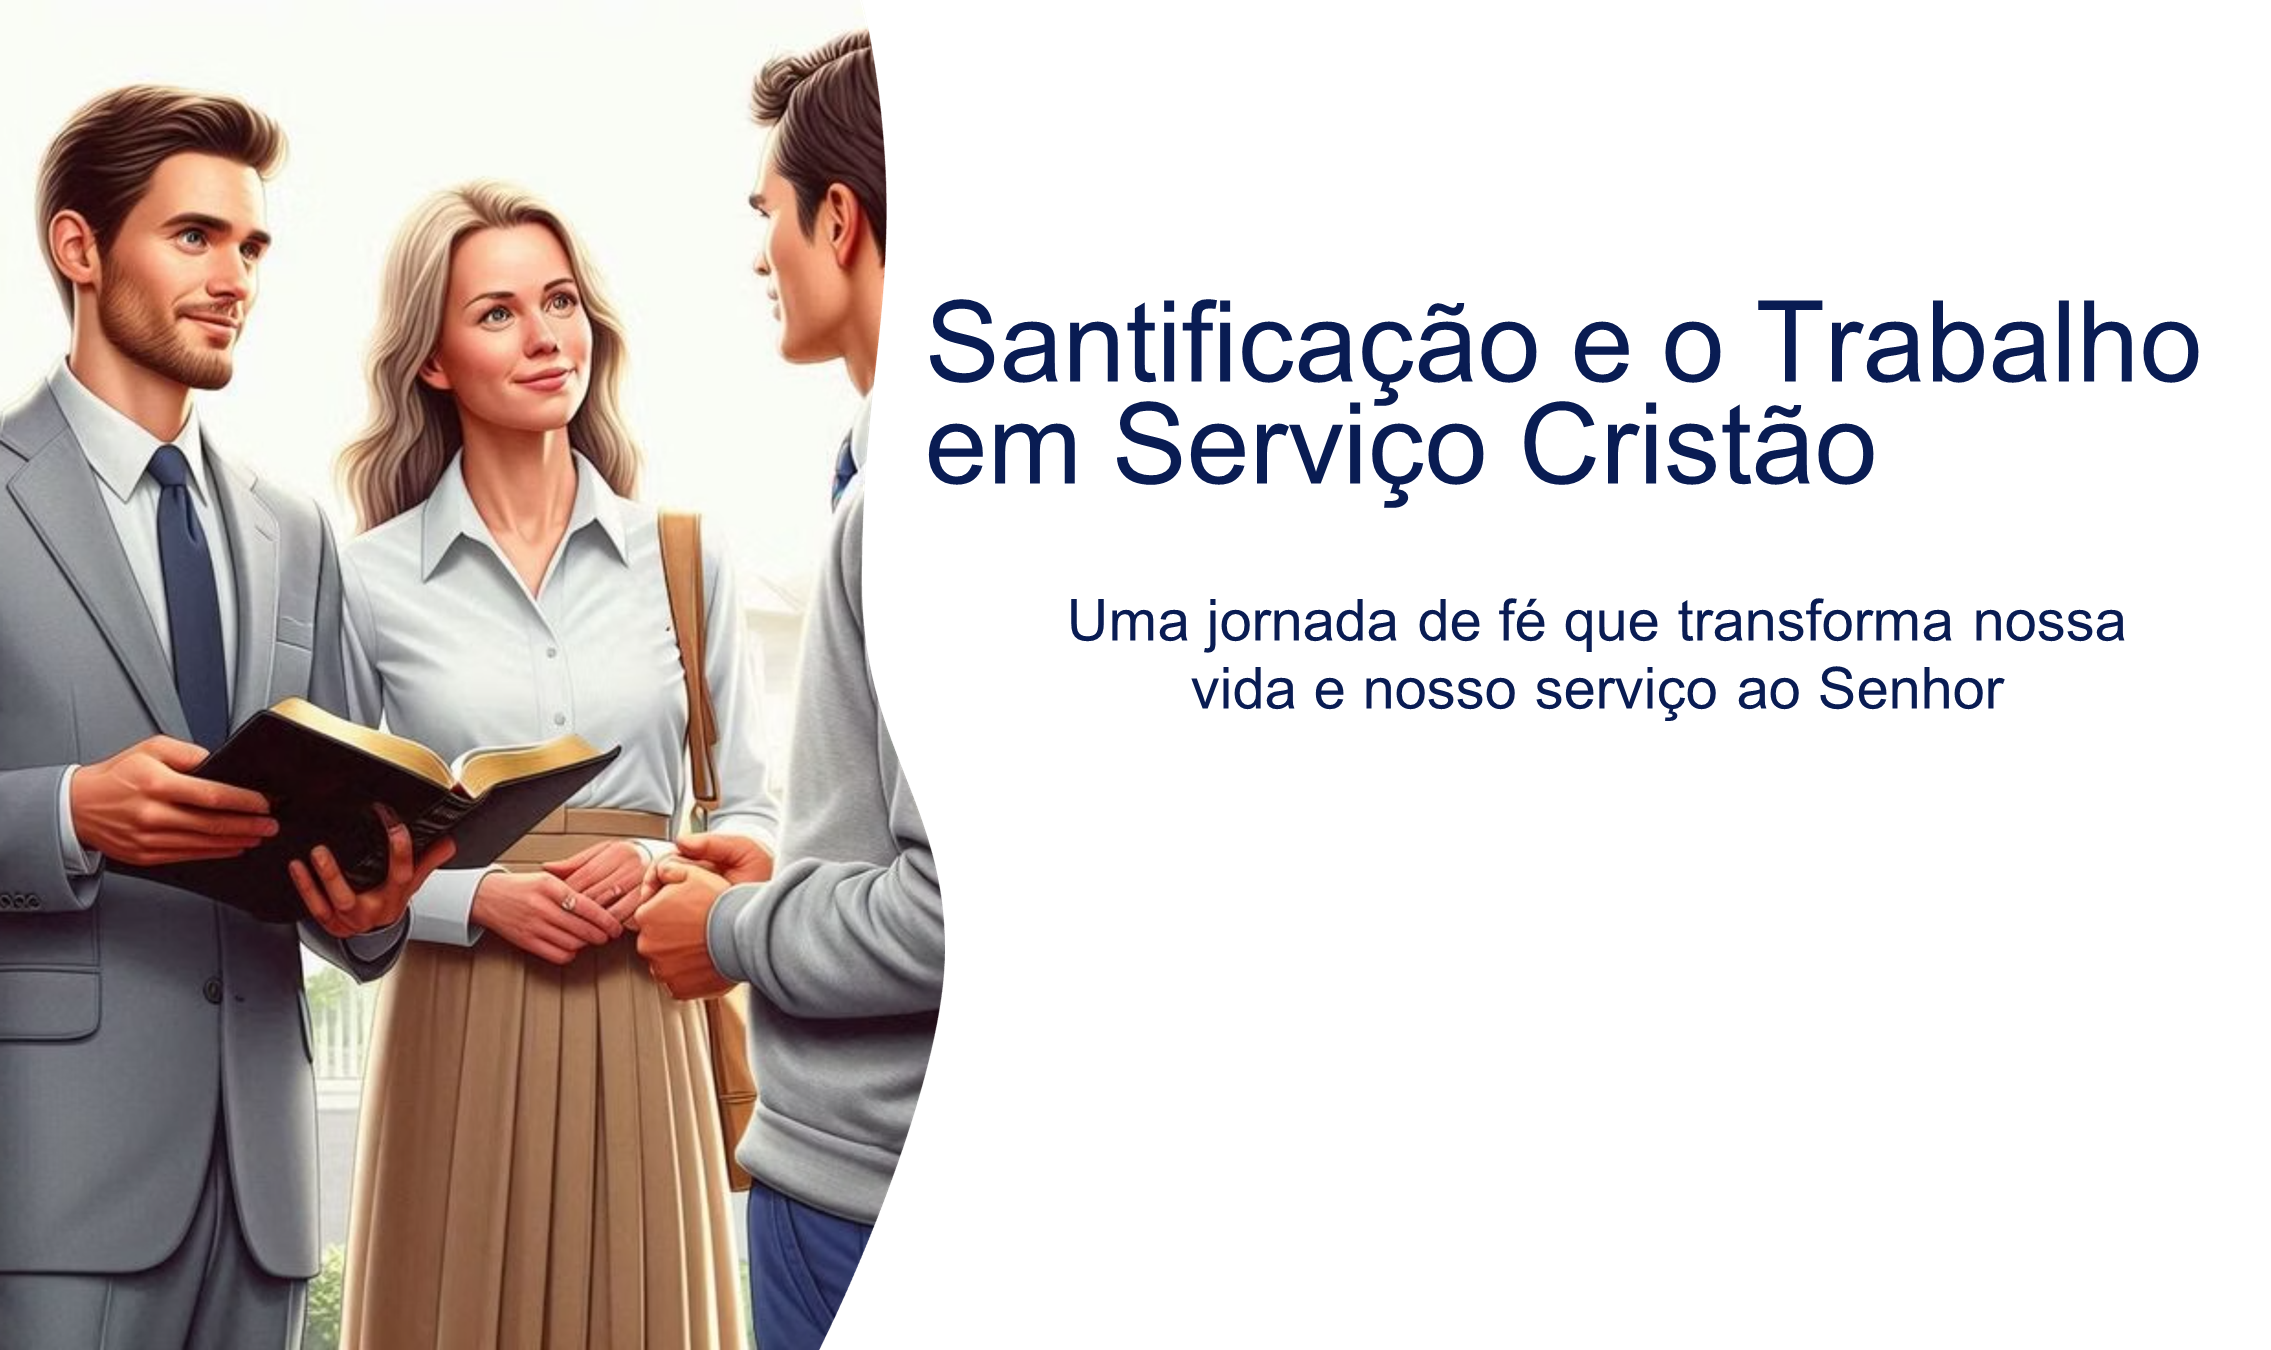 Santificação e o Trabalho
em Serviço Cristão
Uma jornada de fé que transforma nossa
vida e nosso serviço ao Senhor